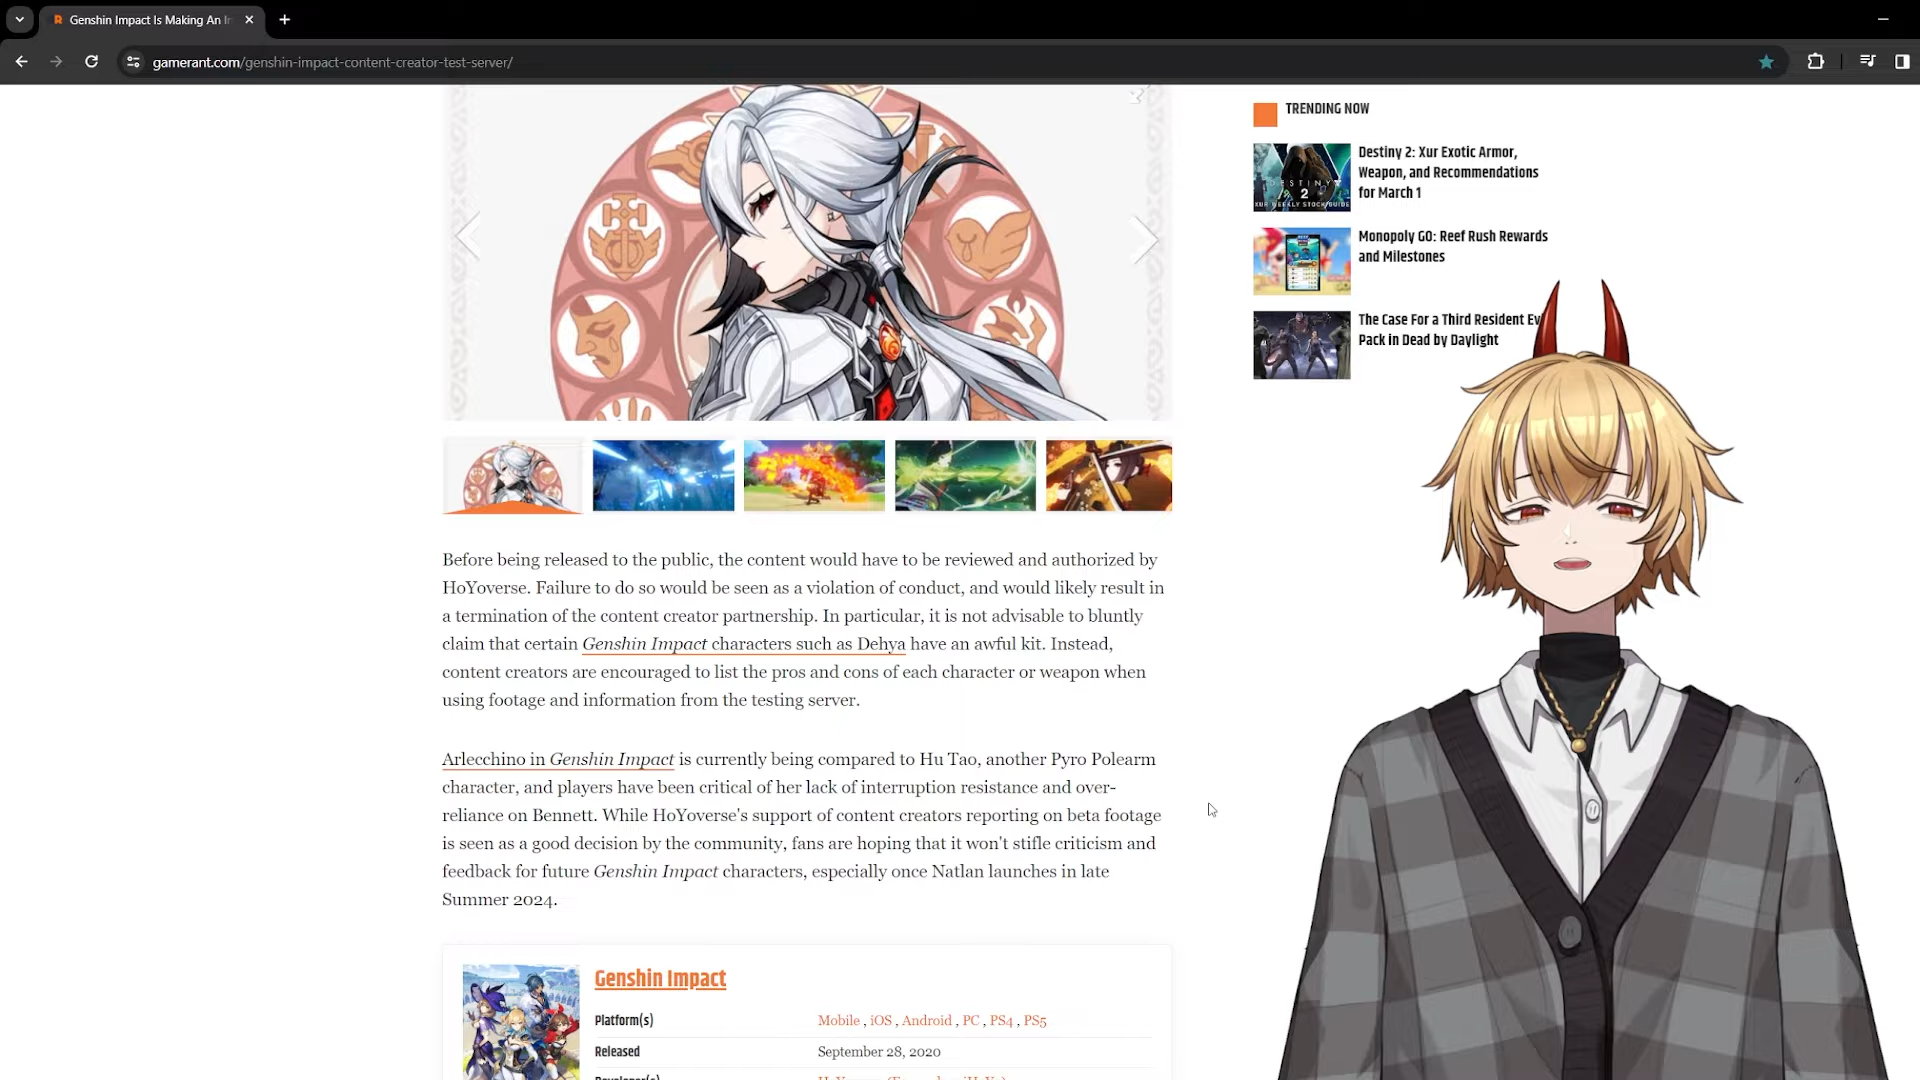 Genshin Impact Is Making An In
gamerant.com/genshin-impact-content-creator-test-server/
TRENDING NOW
Destiny 2: Xur Exotic Armor,
Weapon, and Recommendations
for March 1
DESTINY
2
XUR WEEKLY STOCK GUIDE
Monopoly GO: Reef Rush Rewards
and Milestones
The Case For a Third Resident Evi
Pack in Dead by Daylight
Before being released to the public, the content would have to be reviewed and authorized by
HoYoverse. Failure to do so would be seen as a violation of conduct, and would likely result in
a termination of the content creator partnership. In particular, it is not advisable to bluntly
claim that certain Genshin Impact characters such as Dehya have an awful kit. Instead,
content creators are encouraged to list the pros and cons of each character or weapon when
using footage and information from the testing server.
Arlecchino in Genshin Impact is currently being compared to Hu Tao, another Pyro Polearm
character, and players have been critical of her lack of interruption resistance and over-
reliance on Bennett. While HoYoverse's support of content creators reporting on beta footage
is seen as a good decision by the community, fans are hoping that it won't stifle criticism and
feedback for future Genshin Impact characters, especially once Natlan launches in late
Summer 2024.
Genshin Impact
Platform(s) Mobile , iOS , Android , PC , PS4 , PS5
Released September 28, 2020